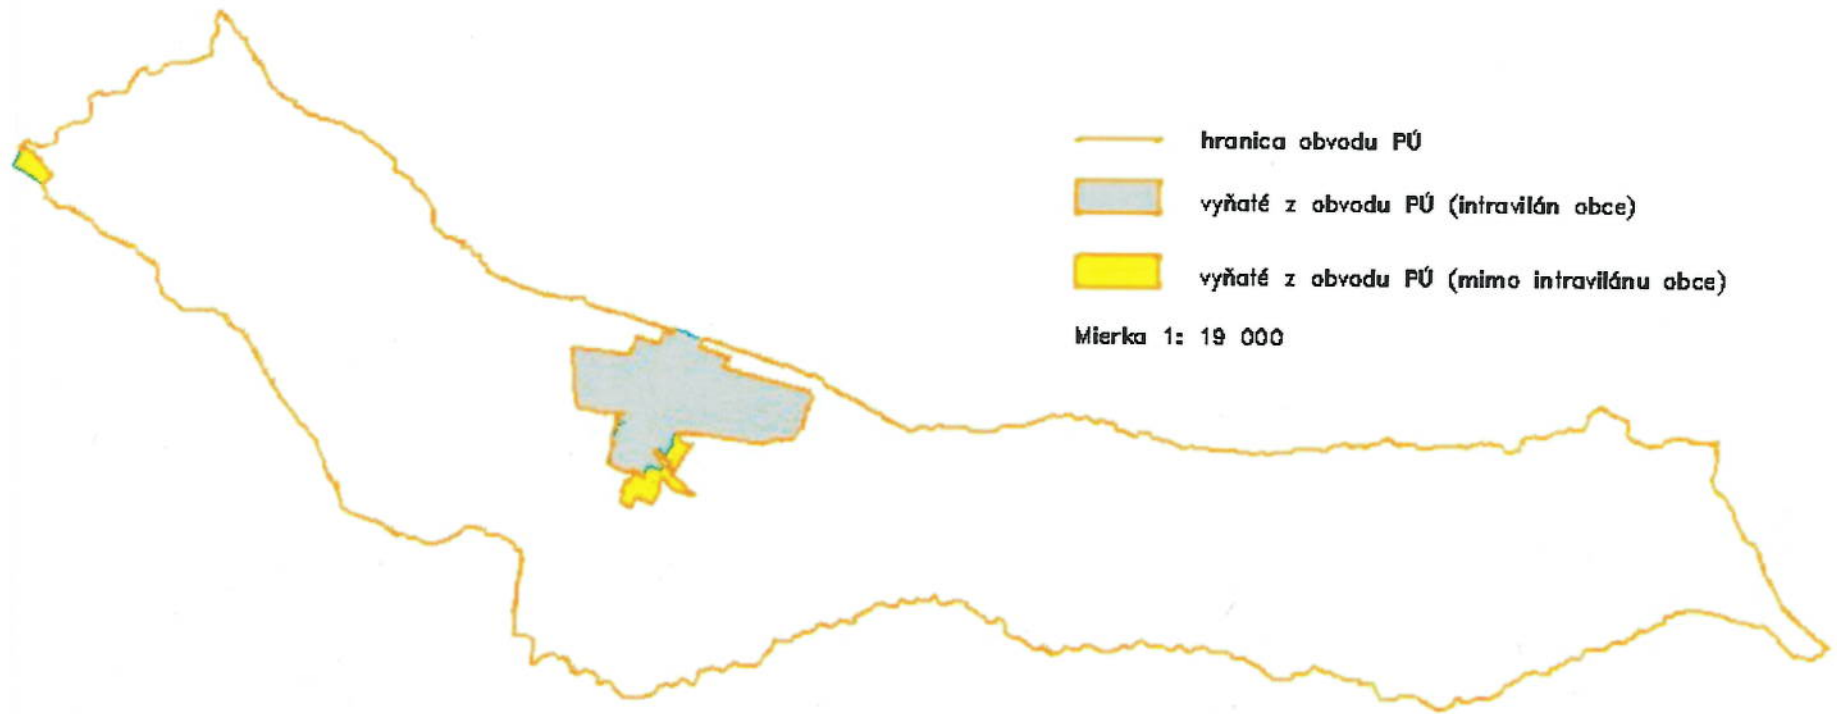 hranica obvodu PÚ
vyňaté z obvodu PÚ (intravilán obce)
vyňaté z obvodu PÚ (mimo intravilánu obce)
Mierka 1: 19 000